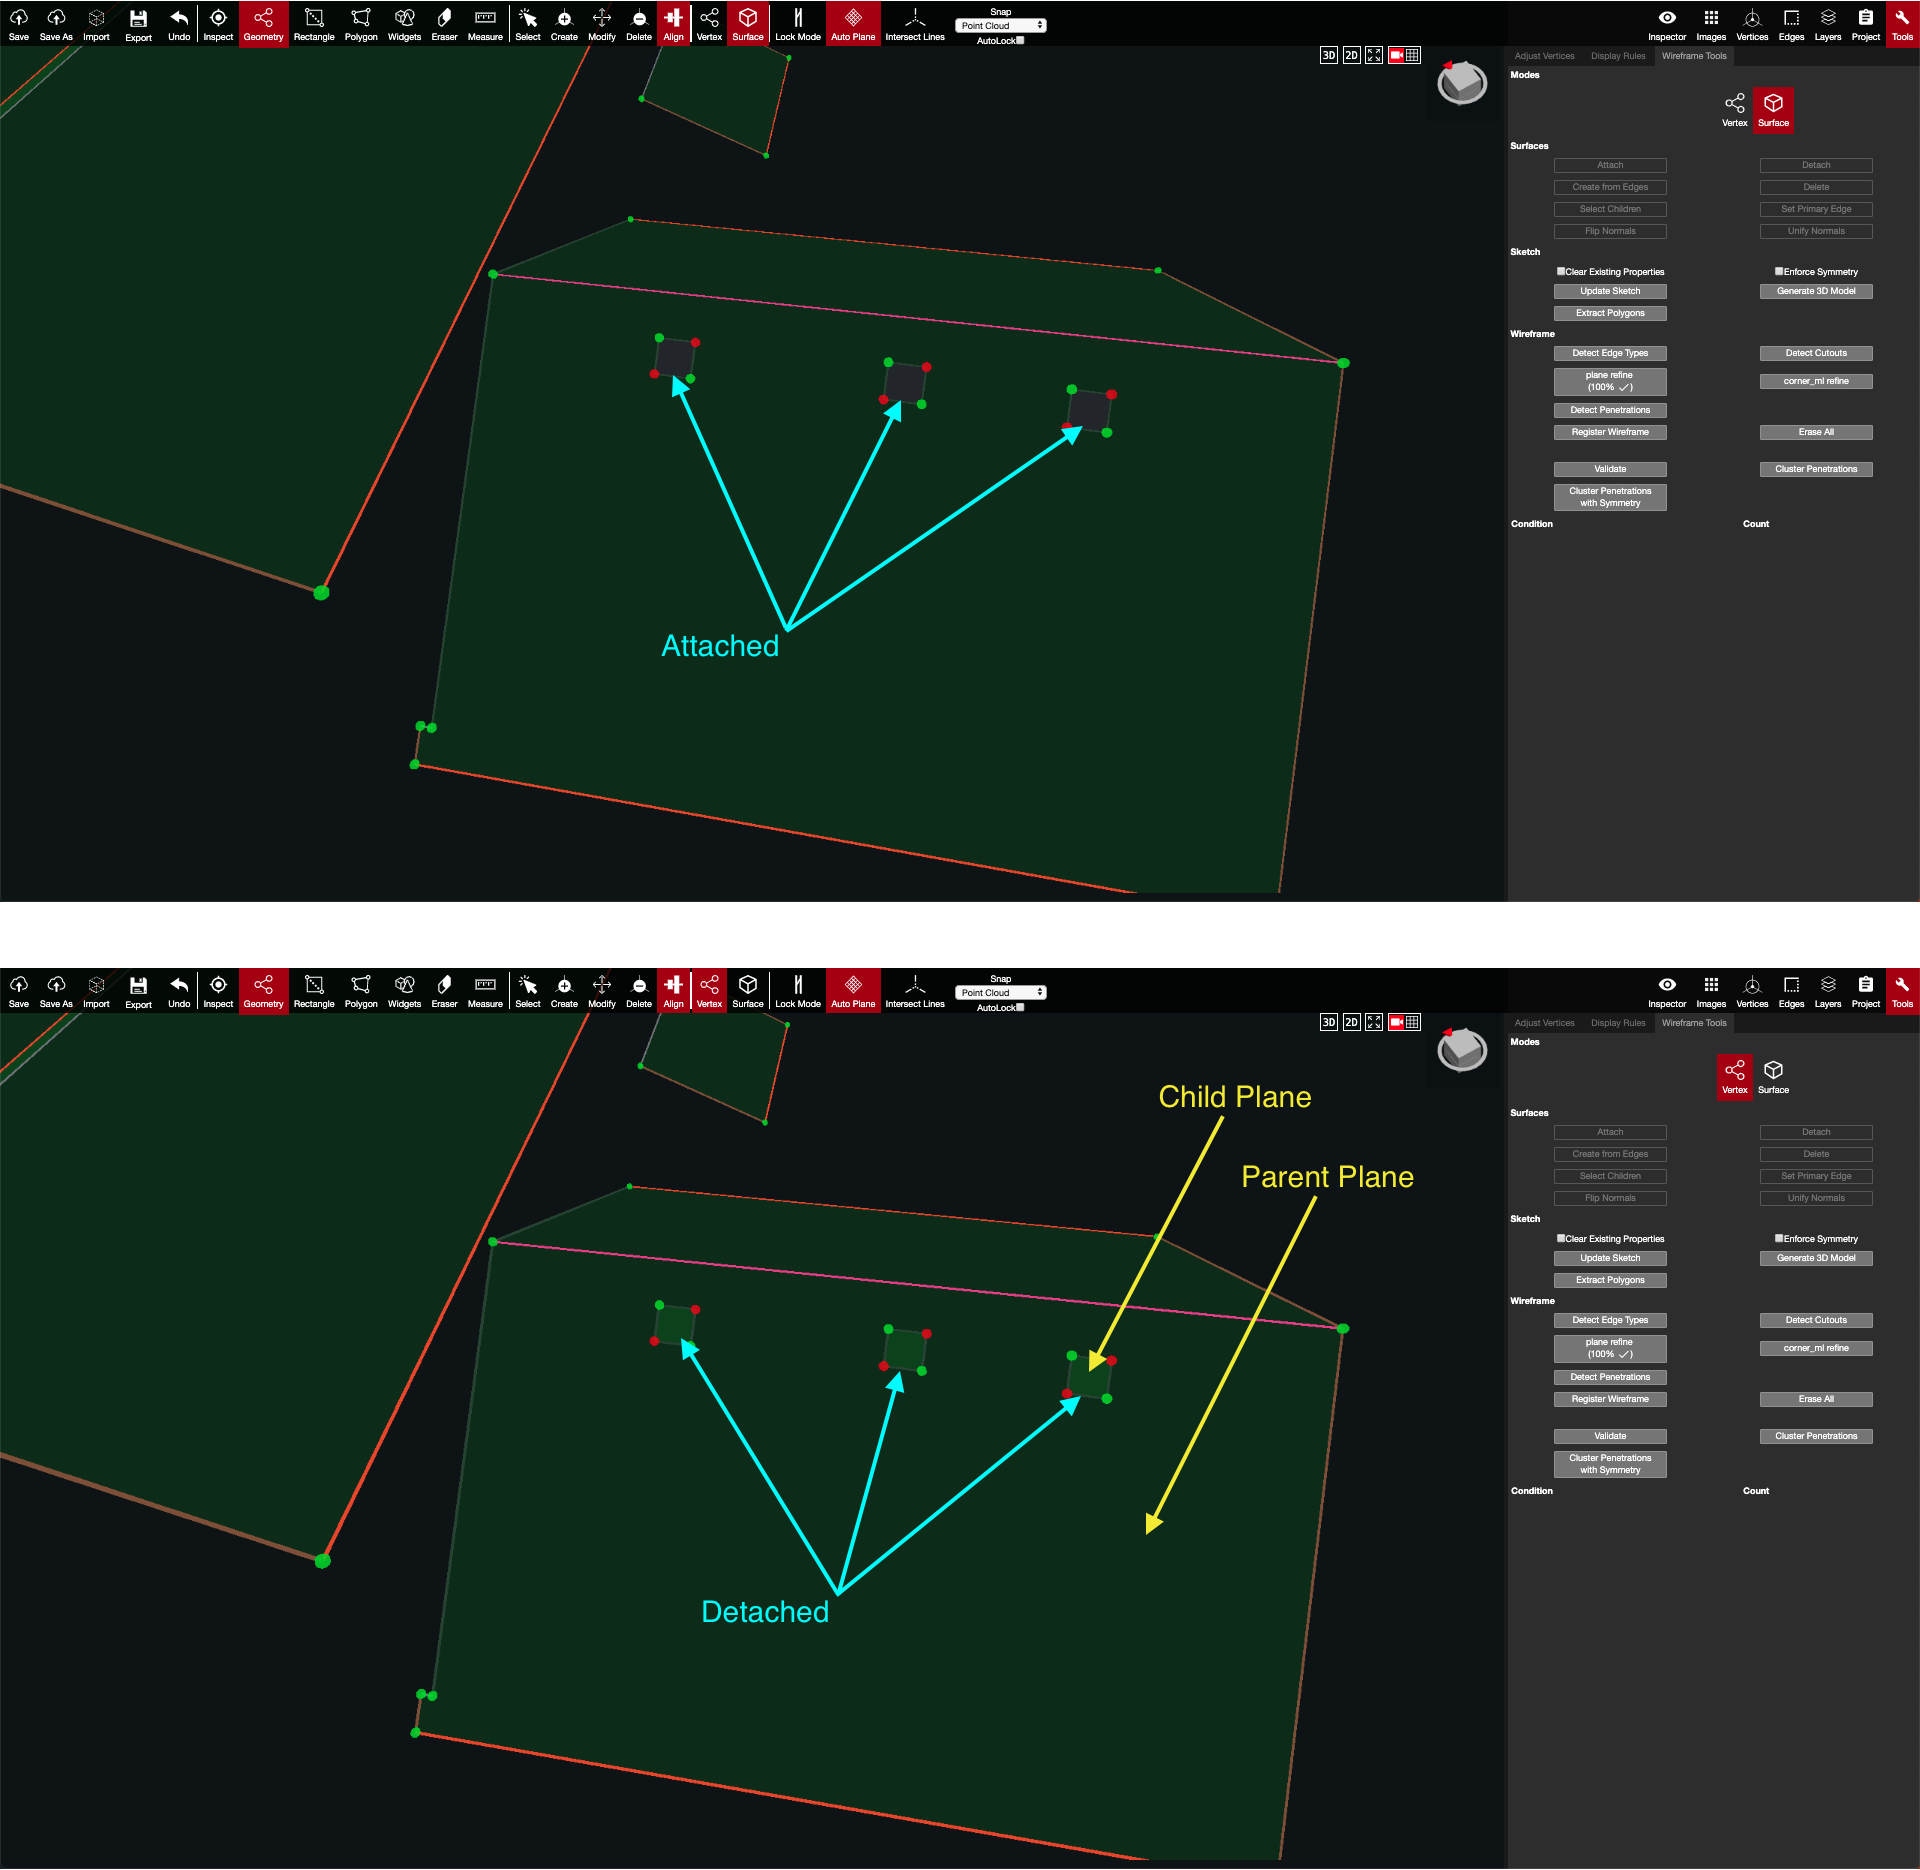 Save Save As Import Export Undo Inspect Geometry Rectangle Polygon Widgets Eraser Measure Select Create Modify Delete Align Vertex Surface Lock Mode Auto Plane Intersect Lines
Snap
Point Cloud
AutoLock
Inspector Images Vertices Edges Layers Project Tools
3D 2D
Adjust Vertices Display Rules Wireframe Tools
Modes
Vertex Surface
Surfaces
Attach Detach
Create from Edges Delete
Select Children Set Primary Edge
Flip Normals Unify Normals
Sketch
Clear Existing Properties Enforce Symmetry
Update Sketch Generate 3D Model
Extract Polygons
Wireframe
Detect Edge Types Detect Cutouts
plane refine
(100% ✓) corner_ml refine
Detect Penetrations
Register Wireframe Erase All
Validate Cluster Penetrations
Cluster Penetrations
with Symmetry
Condition Count
Attached
Save Save As Import Export Undo Inspect Geometry Rectangle Polygon Widgets Eraser Measure Select Create Modify Delete Align Vertex Surface Lock Mode Auto Plane Intersect Lines
Snap
Point Cloud
AutoLock
Inspector Images Vertices Edges Layers Project Tools
3D 2D
Adjust Vertices Display Rules Wireframe Tools
Modes
Vertex Surface
Surfaces
Attach Detach
Create from Edges Delete
Select Children Set Primary Edge
Flip Normals Unify Normals
Sketch
Clear Existing Properties Enforce Symmetry
Update Sketch Generate 3D Model
Extract Polygons
Wireframe
Detect Edge Types Detect Cutouts
plane refine
(100% ✓) corner_ml refine
Detect Penetrations
Register Wireframe Erase All
Validate Cluster Penetrations
Cluster Penetrations
with Symmetry
Condition Count
Child Plane
Parent Plane
Detached